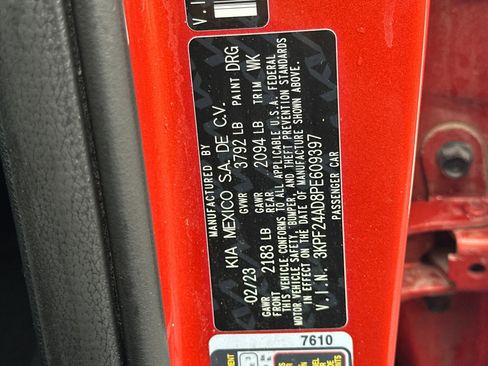 V.I
MANUFACTURED BY
KIA MEXICO S.A. DE C.V.
02/23 GVWR 3792 LB PAINT DRG
GAWR FRONT 2183 LB GAWR REAR 2094 LB TRIM WK
THIS VEHICLE CONFORMS TO ALL APPLICABLE U.S.A. FEDERAL
MOTOR VEHICLE SAFETY, BUMPER, AND THEFT PREVENTION STANDARDS
IN EFFECT ON THE DATE OF MANUFACTURE SHOWN ABOVE.
V.I.N. 3KPF24AD8PE609397
PASSENGER CAR
7610